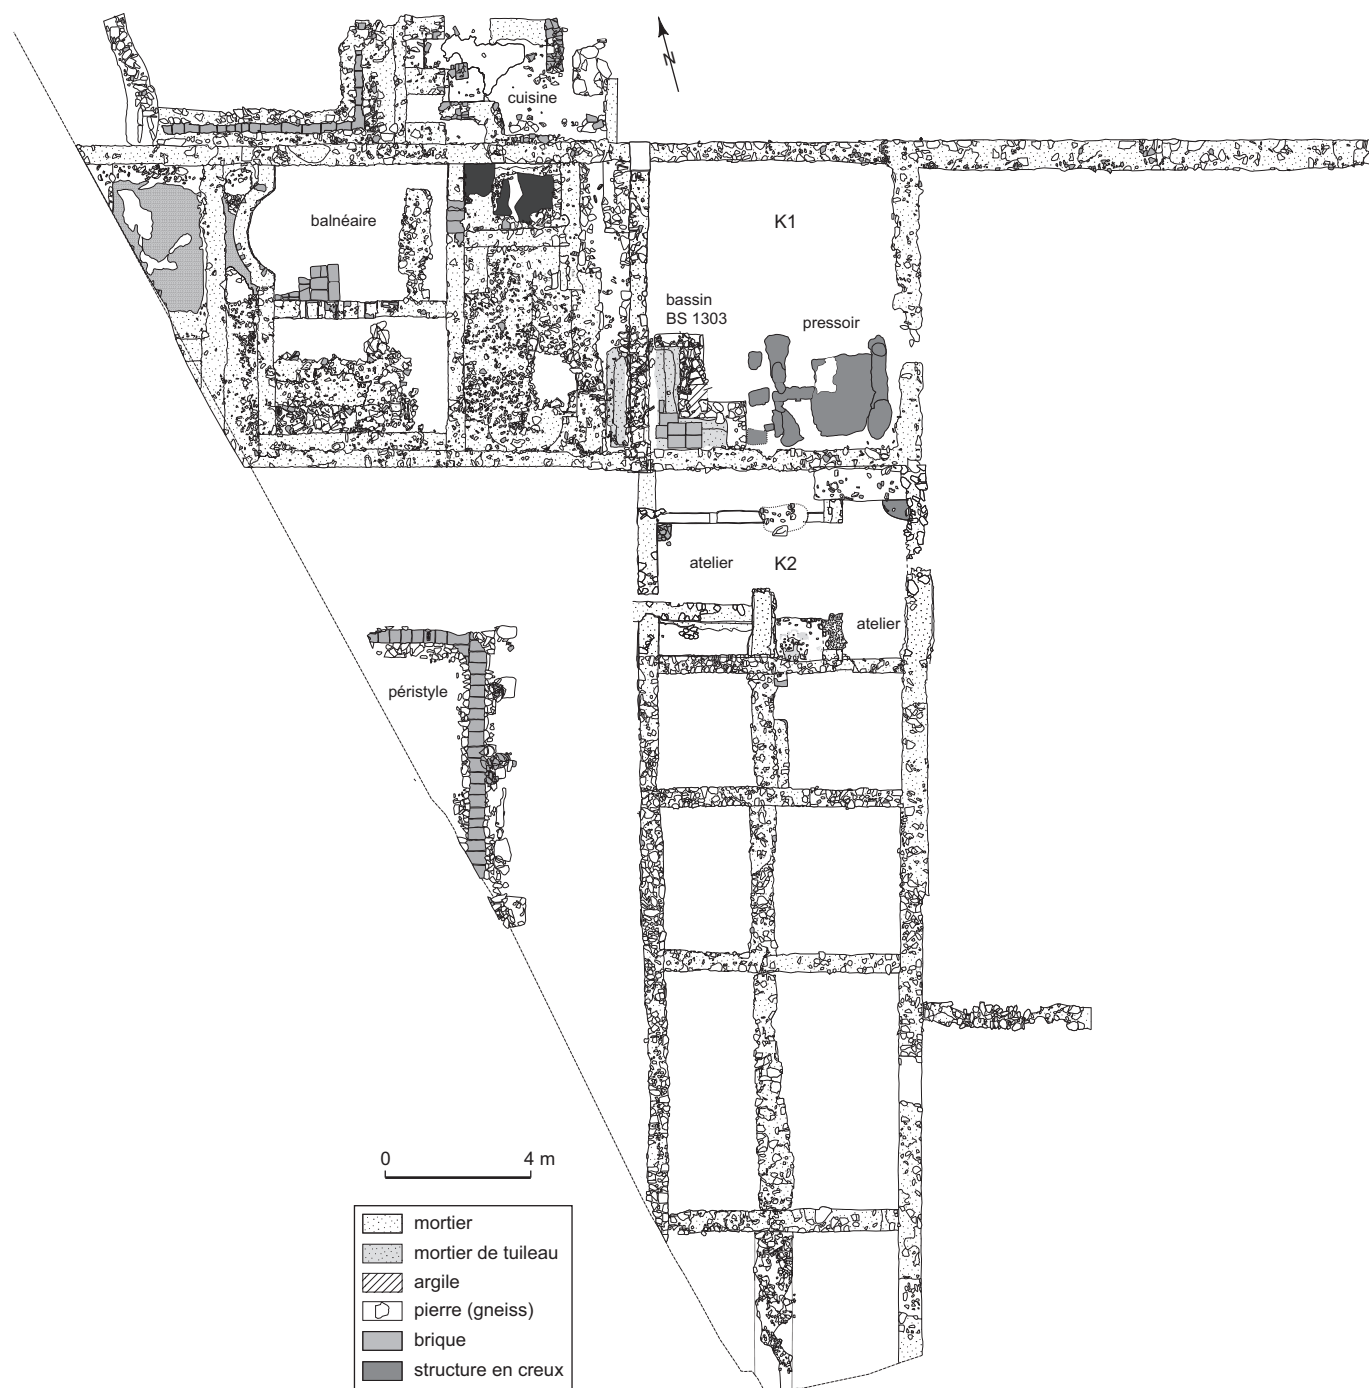 N
cuisine
balnéaire
K1
bassin
BS 1303
pressoir
atelier
K2
atelier
péristyle
0
4 m
mortier
mortier de tuileau
argile
pierre (gneiss)
brique
structure en creux